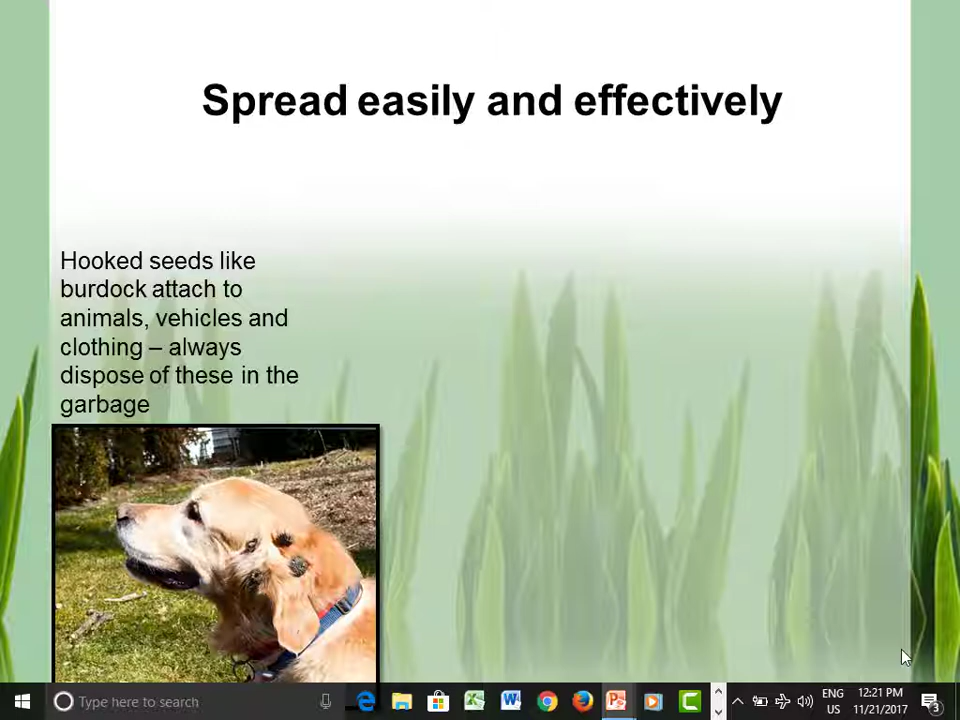 Spread easily and effectively
Hooked seeds like
burdock attach to
animals, vehicles and
clothing – always
dispose of these in the
garbage
Type here to search
ENG
US
12:21 PM
11/21/2017
3